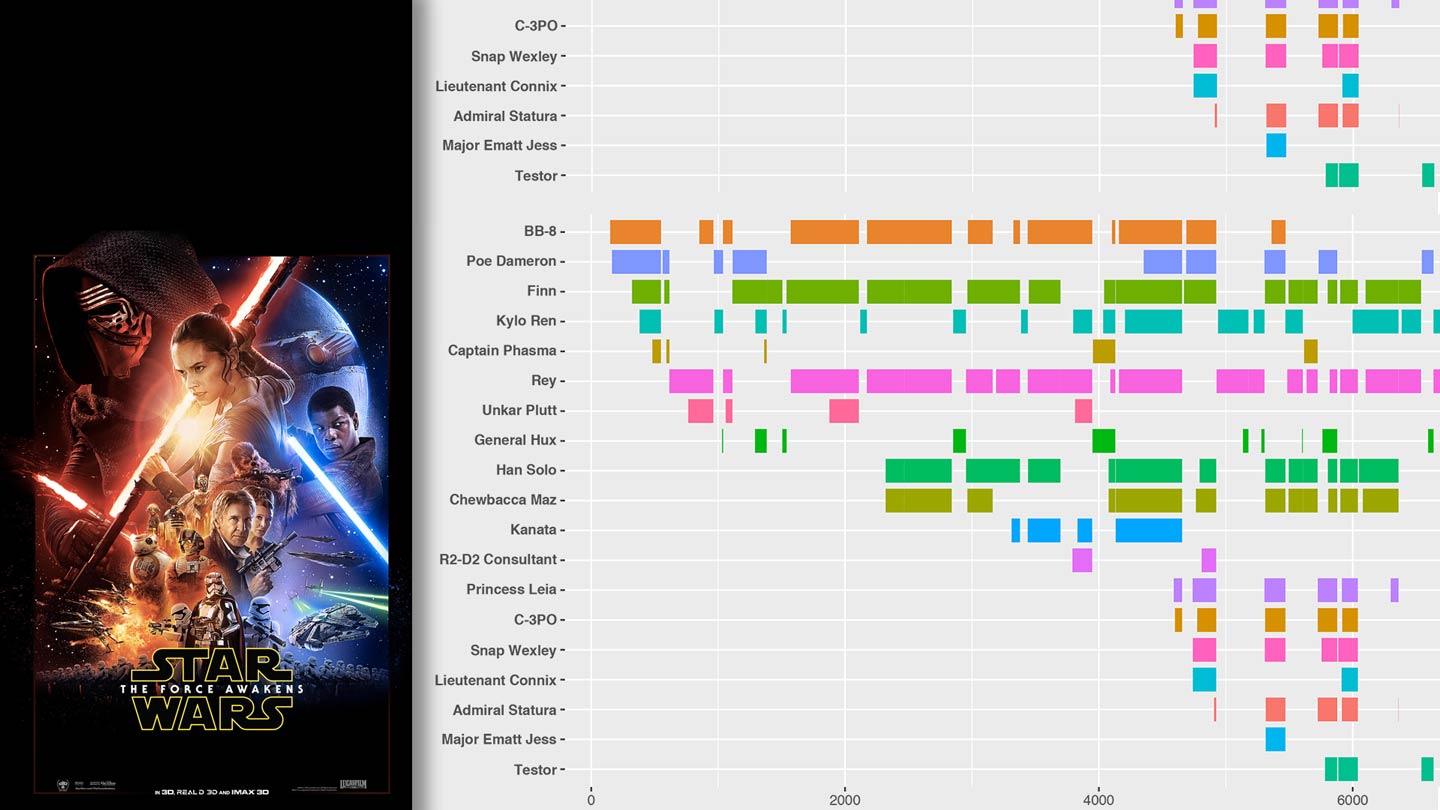 C-3PO
Snap Wexley
Lieutenant Connix
Admiral Statura
Major Ematt Jess
Testor
BB-8
Poe Dameron
Finn
Kylo Ren
Captain Phasma
Rey
Unkar Plutt
General Hux
Han Solo
Chewbacca Maz
Kanata
R2-D2 Consultant
Princess Leia
C-3PO
Snap Wexley
Lieutenant Connix
Admiral Statura
Major Ematt Jess
Testor
0 2000 4000 6000
STAR
THE FORCE AWAKENS
WARS
IN 3D, REAL D 3D AND IMAX 3D
LUCASFILM